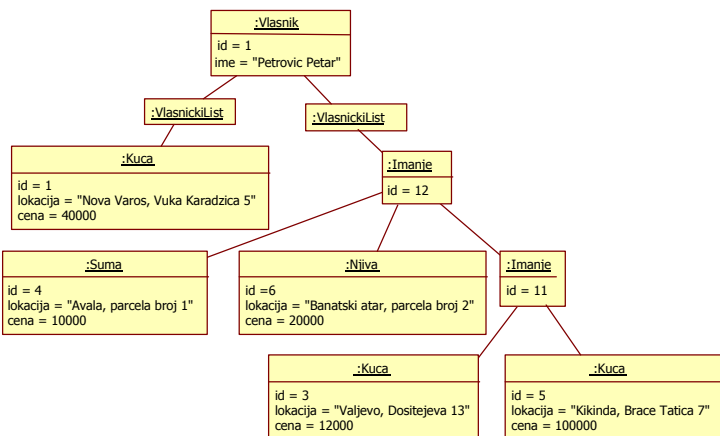 :Vlasnik
id = 1
ime = "Petrovic Petar"
:VlasnickiList
:VlasnickiList
:Kuca
id = 1
lokacija = "Nova Varos, Vuka Karadzica 5"
cena = 40000
:Imanje
id = 12
:Suma
id = 4
lokacija = "Avala, parcela broj 1"
cena = 10000
:Njiva
id =6
lokacija = "Banatski atar, parcela broj 2"
cena = 20000
:Imanje
id = 11
:Kuca
id = 3
lokacija = "Valjevo, Dositejeva 13"
cena = 12000
:Kuca
id = 5
lokacija = "Kikinda, Brace Tatica 7"
cena = 100000